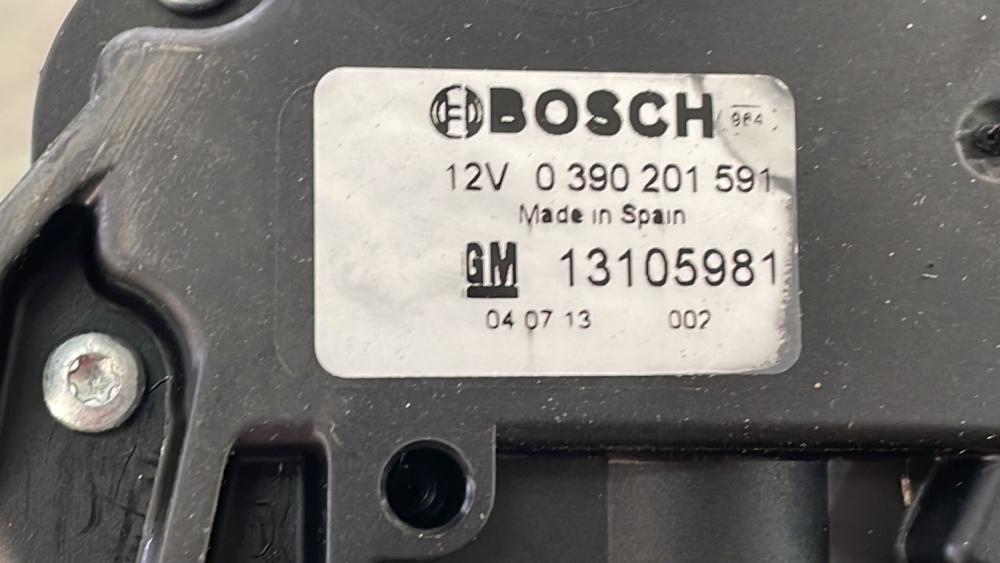 BOSCH 984
12V 0 390 201 591
Made in Spain
GM 13105981
04 07 13 002